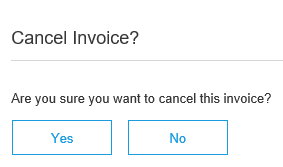 Cancel Invoice?
Are you sure you want to cancel this invoice?
Yes
No